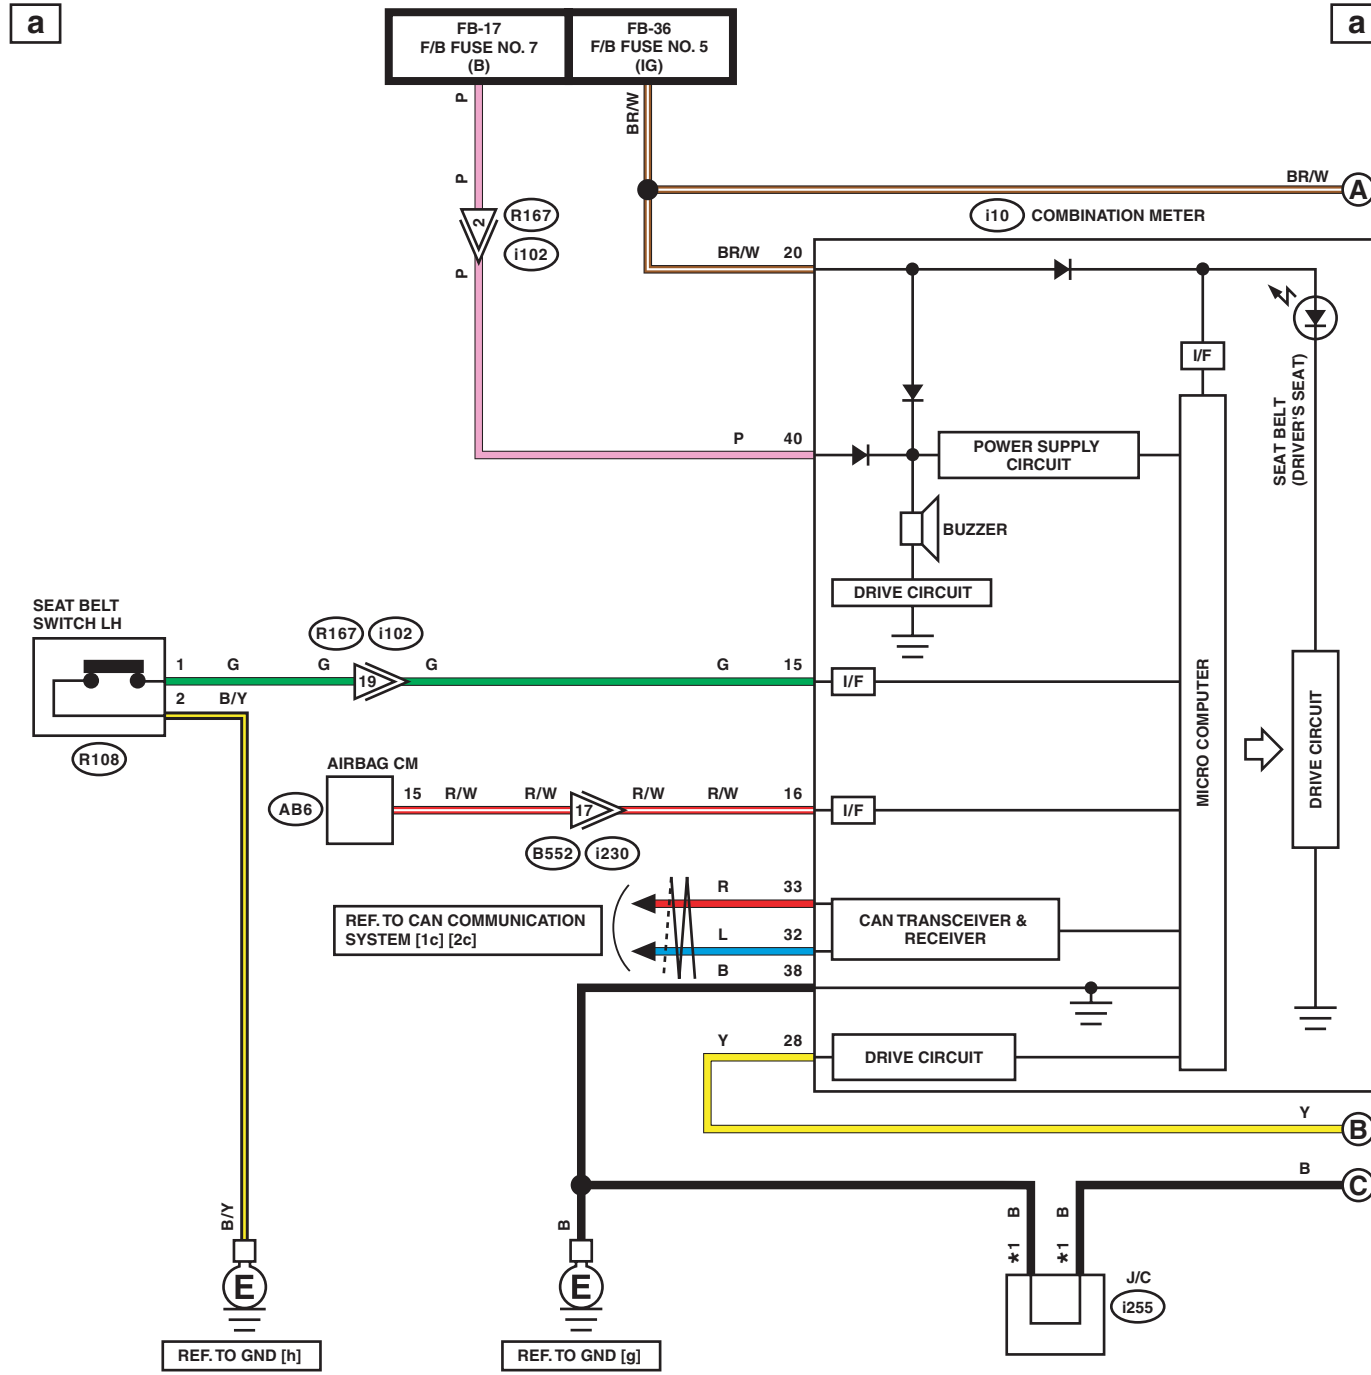 a
a
FB-17
F/B FUSE NO. 7
(B)
FB-36
F/B FUSE NO. 5
(IG)
P
BR/W
P
BR/W
A
R167
i10 COMBINATION METER
2
i102
P
BR/W 20
I/F
SEAT BELT
(DRIVER'S SEAT)
P 40
POWER SUPPLY
CIRCUIT
BUZZER
DRIVE CIRCUIT
SEAT BELT
SWITCH LH
R167 i102
1 G G 19 G G 15 I/F
2 B/Y
R108
MICRO COMPUTER
DRIVE CIRCUIT
AIRBAG CM
AB6
15 R/W R/W 17 R/W R/W 16 I/F
B552 i230
R 33
REF. TO CAN COMMUNICATION
SYSTEM [1c] [2c]
CAN TRANSCEIVER &
RECEIVER
L 32
B 38
Y 28
DRIVE CIRCUIT
Y
B
B
C
B/Y
B
*1 B
*1 B
E
E
J/C
i255
REF. TO GND [h]
REF. TO GND [g]